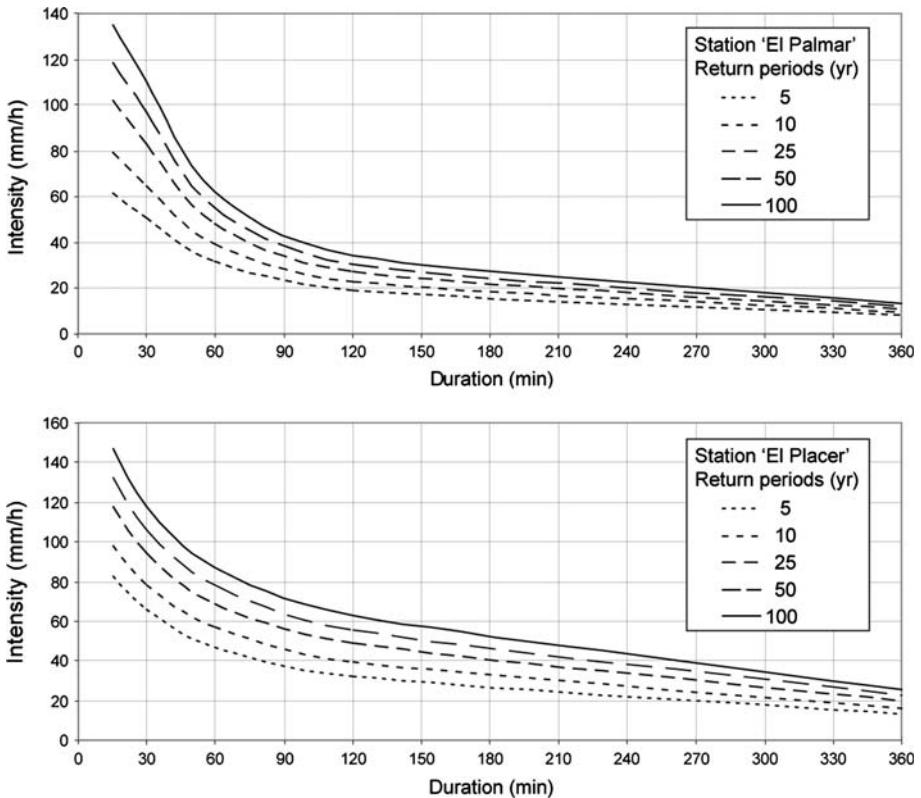 140
120
100
80
60
40
20
0
Intensity (mm/h)
Station 'El Palmar'
Return periods (yr)
5
10
25
50
100
0 30 60 90 120 150 180 210 240 270 300 330 360
Duration (min)
160
140
120
100
80
60
40
20
0
Intensity (mm/h)
Station 'El Placer'
Return periods (yr)
5
10
25
50
100
0 30 60 90 120 150 180 210 240 270 300 330 360
Duration (min)